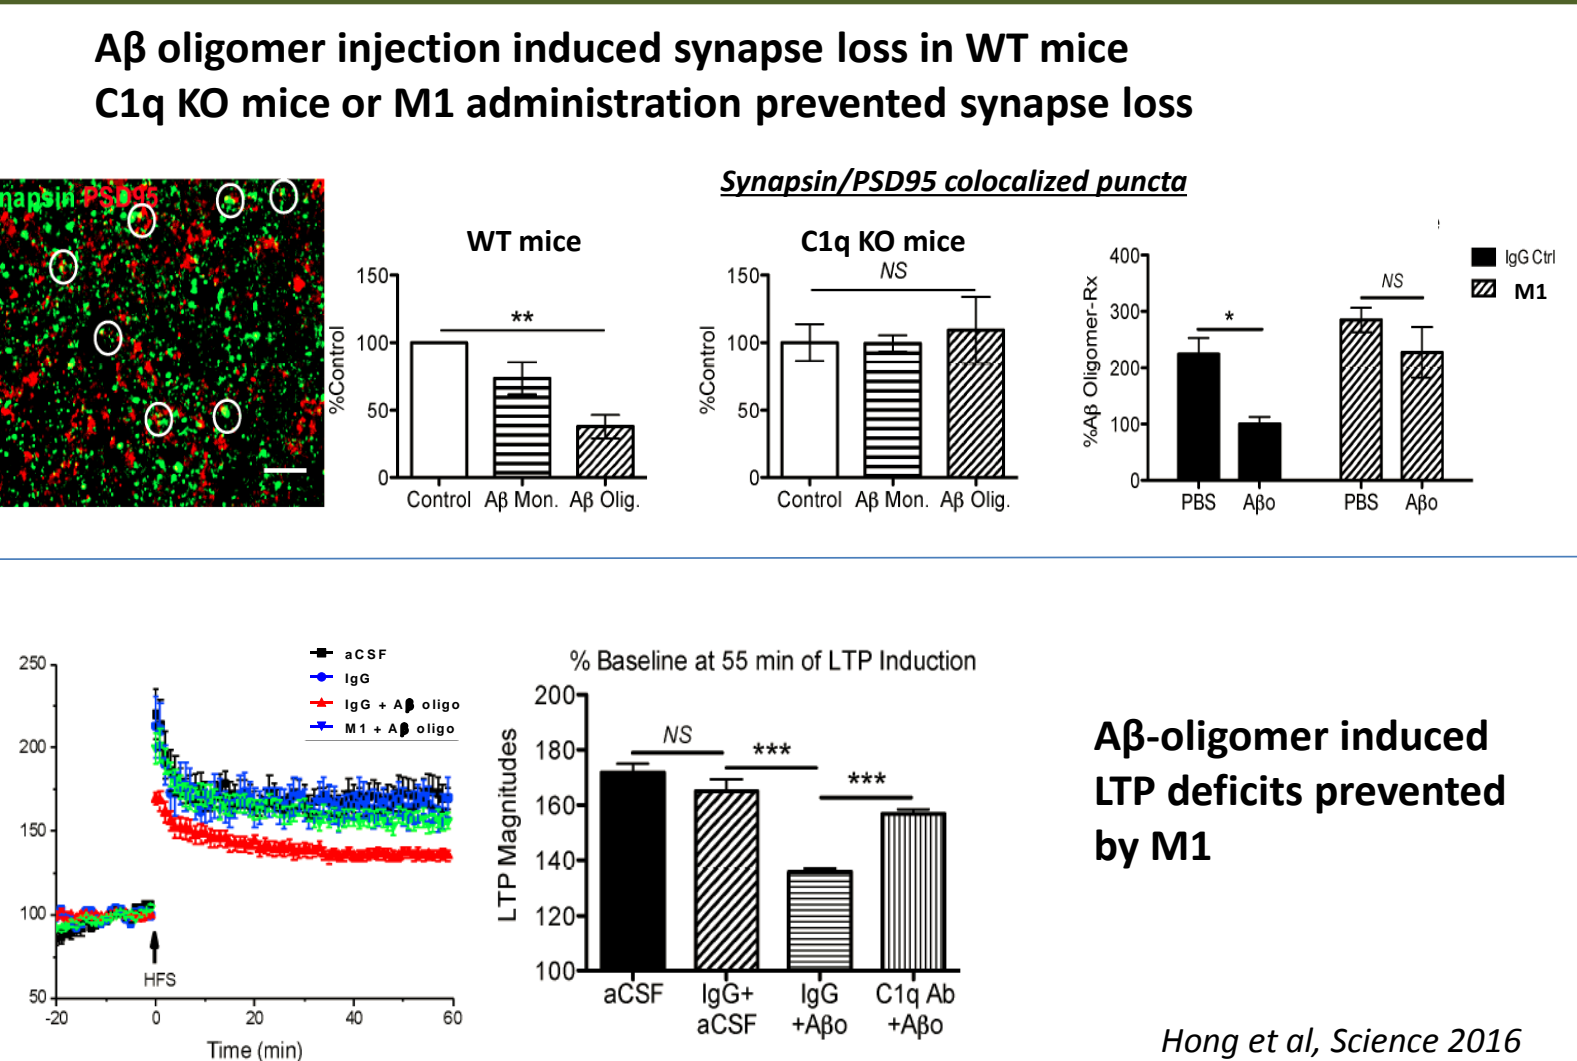 Aβ oligomer injection induced synapse loss in WT mice
C1q KO mice or M1 administration prevented synapse loss
Synapsin/PSD95 colocalized puncta
napsin PSD95
WT mice
150
100
50
0
%Control
**
Control Aβ Mon. Aβ Olig.
C1q KO mice
NS
150
100
50
0
%Control
Control Aβ Mon. Aβ Olig.
400
300
200
100
0
%Aβ Oligomer-Rx
*
NS
IgG Ctrl
M1
PBS Aβo PBS Aβo
250
200
150
100
50
-20 0 20 40 60
HFS
Time (min)
aCSF
IgG
IgG + Aβ oligo
M1 + Aβ oligo
% Baseline at 55 min of LTP Induction
200
180
160
140
120
100
LTP Magnitudes
NS
***
***
aCSF IgG+ IgG C1q Ab
aCSF +Aβo +Aβo
Aβ-oligomer induced
LTP deficits prevented
by M1
Hong et al, Science 2016